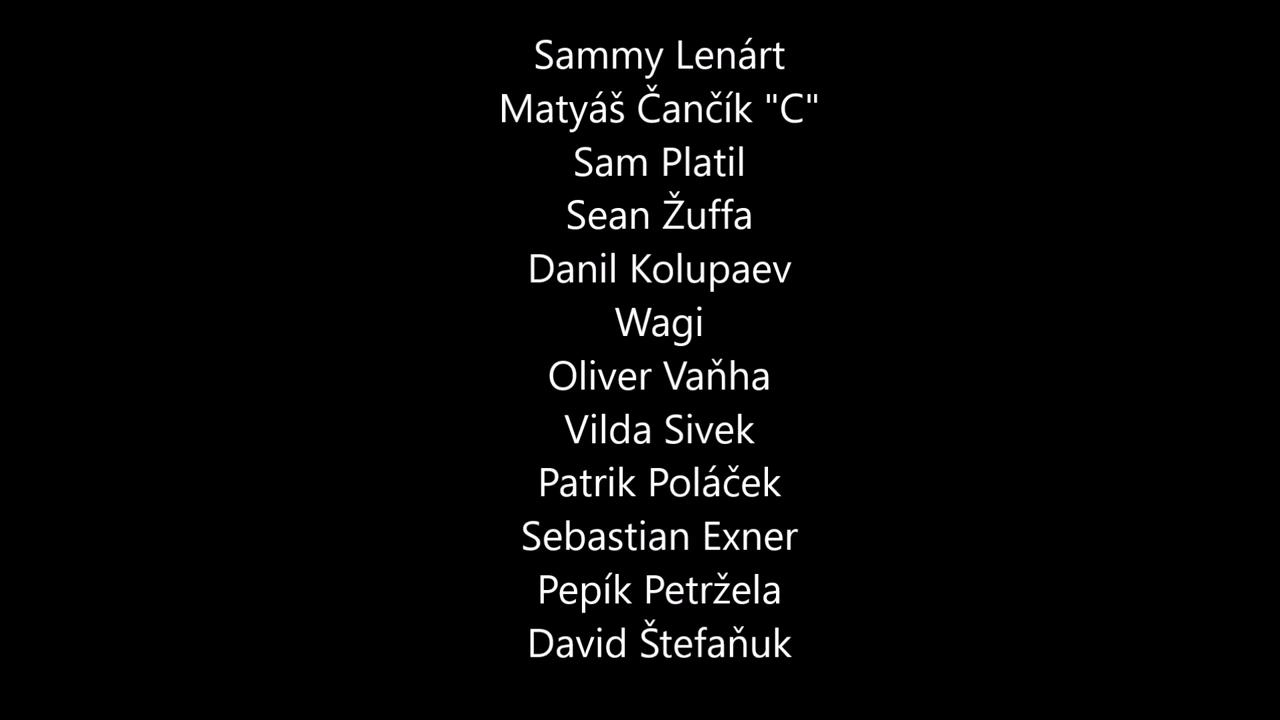 Sammy Lenárt
Matyáš Čančík "C"
Sam Platil
Sean Žuffa
Danil Kolupaev
Wagi
Oliver Vaňha
Vilda Sivek
Patrik Poláček
Sebastian Exner
Pepík Petržela
David Štefaňuk